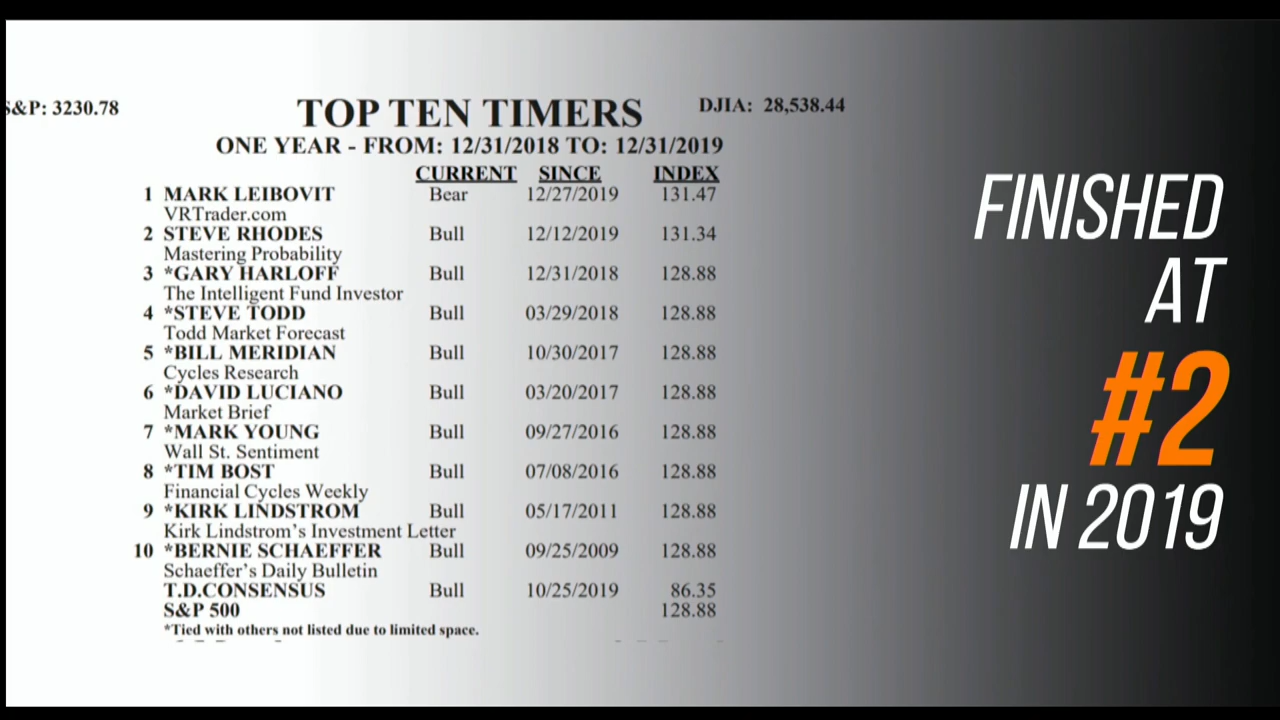 S&P: 3230.78
TOP TEN TIMERS
DJIA: 28,538.44
ONE YEAR - FROM: 12/31/2018 TO: 12/31/2019
CURRENT SINCE INDEX
1 MARK LEIBOVIT Bear 12/27/2019 131.47
VRTrader.com
2 STEVE RHODES Bull 12/12/2019 131.34
Mastering Probability
3 *GARY HARLOFF Bull 12/31/2018 128.88
The Intelligent Fund Investor
4 *STEVE TODD Bull 03/29/2018 128.88
Todd Market Forecast
5 *BILL MERIDIAN Bull 10/30/2017 128.88
Cycles Research
6 *DAVID LUCIANO Bull 03/20/2017 128.88
Market Brief
7 *MARK YOUNG Bull 09/27/2016 128.88
Wall St. Sentiment
8 *TIM BOST Bull 07/08/2016 128.88
Financial Cycles Weekly
9 *KIRK LINDSTROM Bull 05/17/2011 128.88
Kirk Lindstrom's Investment Letter
10 *BERNIE SCHAEFFER Bull 09/25/2009 128.88
Schaeffer's Daily Bulletin
T.D.CONSENSUS Bull 10/25/2019 86.35
S&P 500 128.88
*Tied with others not listed due to limited space.
FINISHED
AT
#2
IN 2019